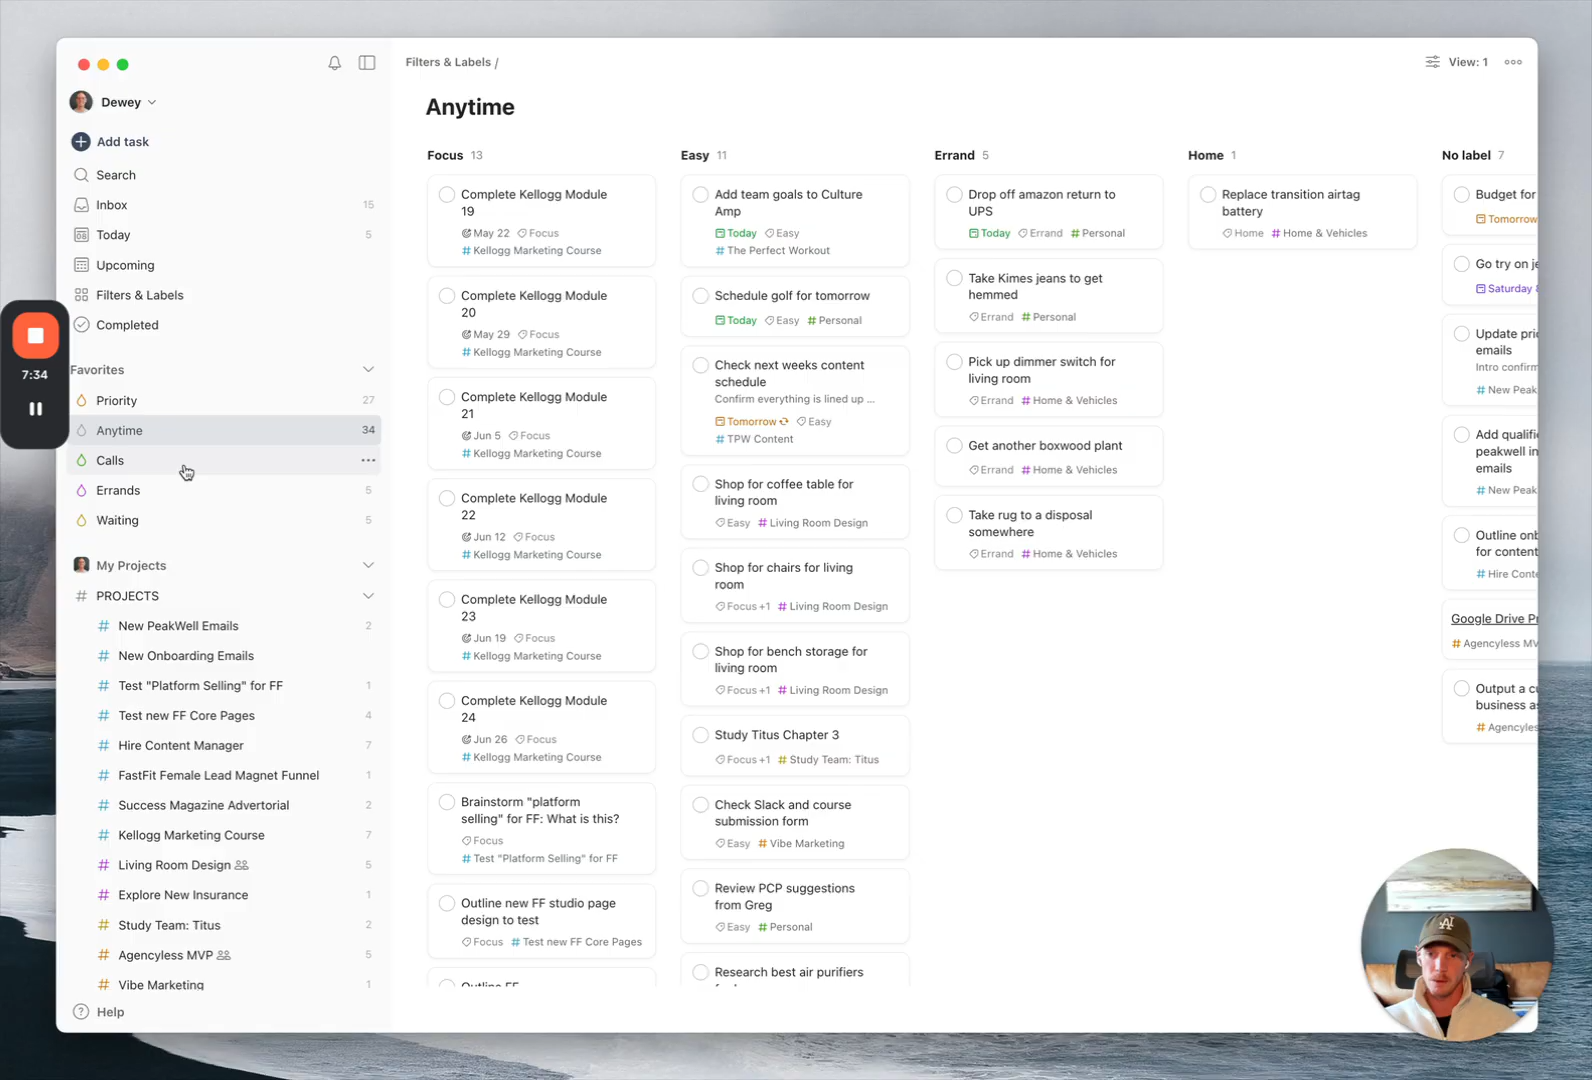 Dewey
Add task
Search
Inbox 15
Today 5
Upcoming
Filters & Labels
Completed
7:34
Favorites
Priority 27
Anytime 34
Calls
Errands 5
Waiting 5
My Projects
PROJECTS
New PeakWell Emails 2
New Onboarding Emails
Test "Platform Selling" for FF 1
Test new FF Core Pages 4
Hire Content Manager 7
FastFit Female Lead Magnet Funnel 1
Success Magazine Advertorial 2
Kellogg Marketing Course 7
Living Room Design 5
Explore New Insurance 1
Study Team: Titus 2
Agencyless MVP 5
Vibe Marketing 1
Help
Filters & Labels /
View: 1
Anytime
Focus 13
Complete Kellogg Module
19
May 22 Focus
# Kellogg Marketing Course
Complete Kellogg Module
20
May 29 Focus
# Kellogg Marketing Course
Complete Kellogg Module
21
Jun 5 Focus
# Kellogg Marketing Course
Complete Kellogg Module
22
Jun 12 Focus
# Kellogg Marketing Course
Complete Kellogg Module
23
Jun 19 Focus
# Kellogg Marketing Course
Complete Kellogg Module
24
Jun 26 Focus
# Kellogg Marketing Course
Brainstorm "platform
selling" for FF: What is this?
Focus
# Test "Platform Selling" for FF
Outline new FF studio page
design to test
Focus # Test new FF Core Pages
Outline FF
Easy 11
Add team goals to Culture
Amp
Today Easy
# The Perfect Workout
Schedule golf for tomorrow
Today Easy # Personal
Check next weeks content
schedule
Confirm everything is lined up ...
Tomorrow Easy
# TPW Content
Shop for coffee table for
living room
Easy # Living Room Design
Shop for chairs for living
room
Focus +1 # Living Room Design
Shop for bench storage for
living room
Focus +1 # Living Room Design
Study Titus Chapter 3
Focus +1 # Study Team: Titus
Check Slack and course
submission form
Easy # Vibe Marketing
Review PCP suggestions
from Greg
Easy # Personal
Research best air purifiers
Errand 5
Drop off amazon return to
UPS
Today Errand # Personal
Take Kimes jeans to get
hemmed
Errand # Personal
Pick up dimmer switch for
living room
Errand # Home & Vehicles
Get another boxwood plant
Errand # Home & Vehicles
Take rug to a disposal
somewhere
Errand # Home & Vehicles
Home 1
Replace transition airtag
battery
Home # Home & Vehicles
No label 7
Budget for
Tomorrow
Go try on
Saturday
Update
emails
Intro
# New
Add
peakwell
emails
# New
Outline
for
# Hire
Google Drive
# Agencyless
Output a
business
#